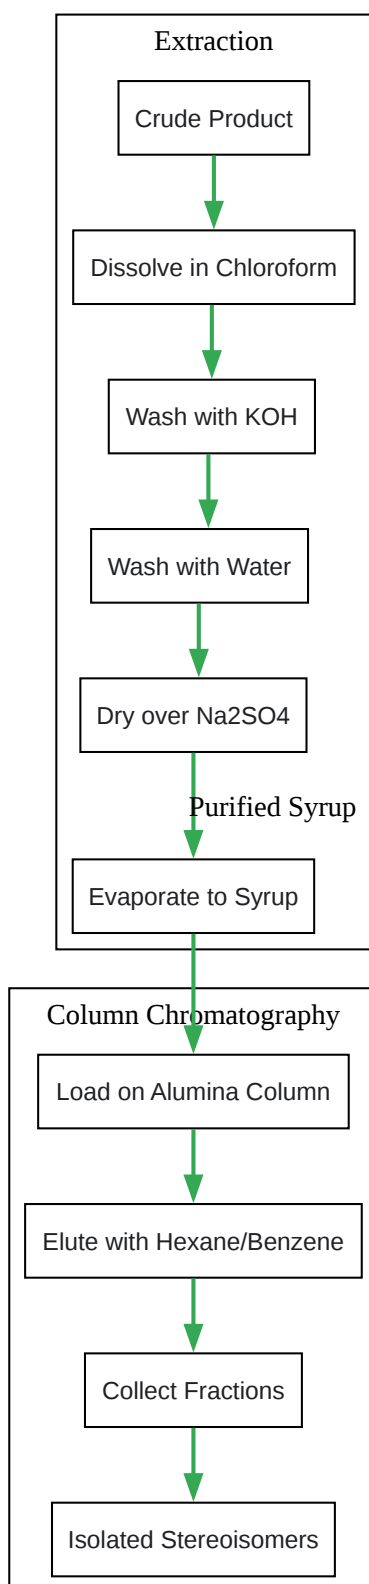 Extraction
Crude Product
Dissolve in Chloroform
Wash with KOH
Wash with Water
Dry over Na2SO4
Purified Syrup
Evaporate to Syrup
Column Chromatography
Load on Alumina Column
Elute with Hexane/Benzene
Collect Fractions
Isolated Stereoisomers